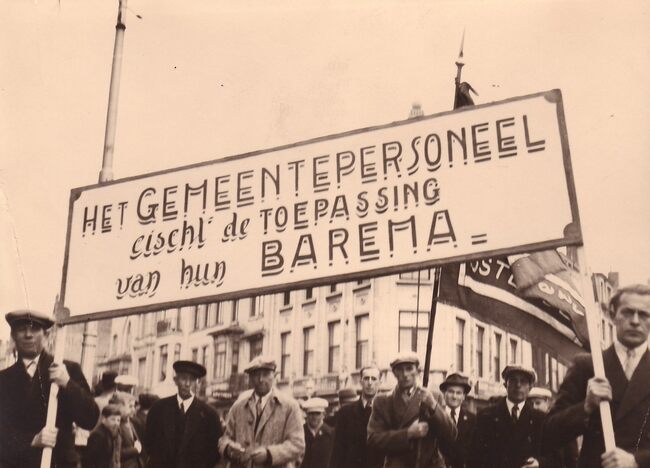 HET GEMEENTEPERSONEEL
eischt de TOEPASSING
van hun BAREMA